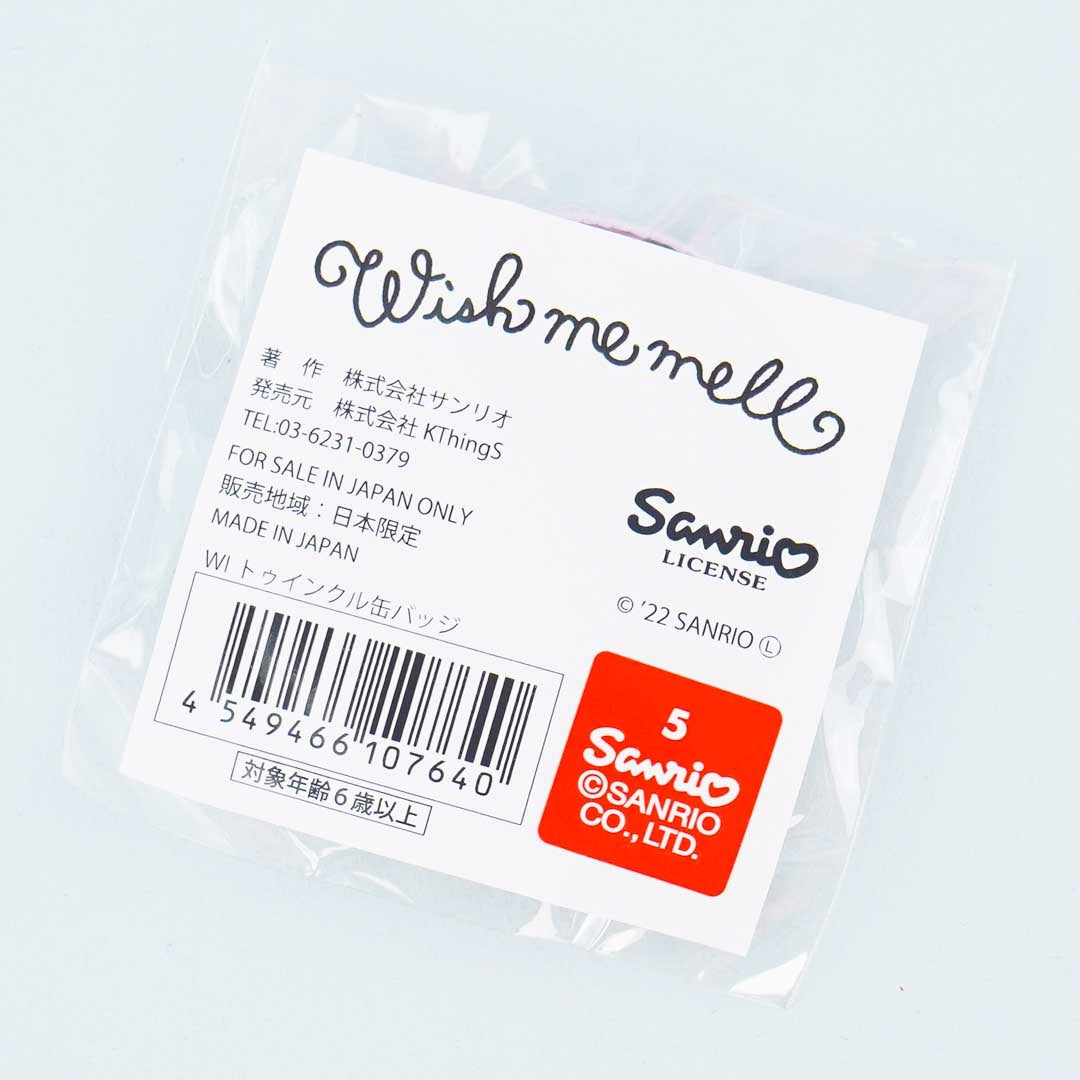 Wish me mell
著　作　株式会社サンリオ
発売元　株式会社 KThingS
TEL:03-6231-0379
FOR SALE IN JAPAN ONLY
販売地域：日本限定
MADE IN JAPAN
WI トゥインクル缶バッジ
4 549466 107640
対象年齢６歳以上
Sanrio
LICENSE
© '22 SANRIO Ⓛ
5
Sanrio
©SANRIO
CO.,LTD.